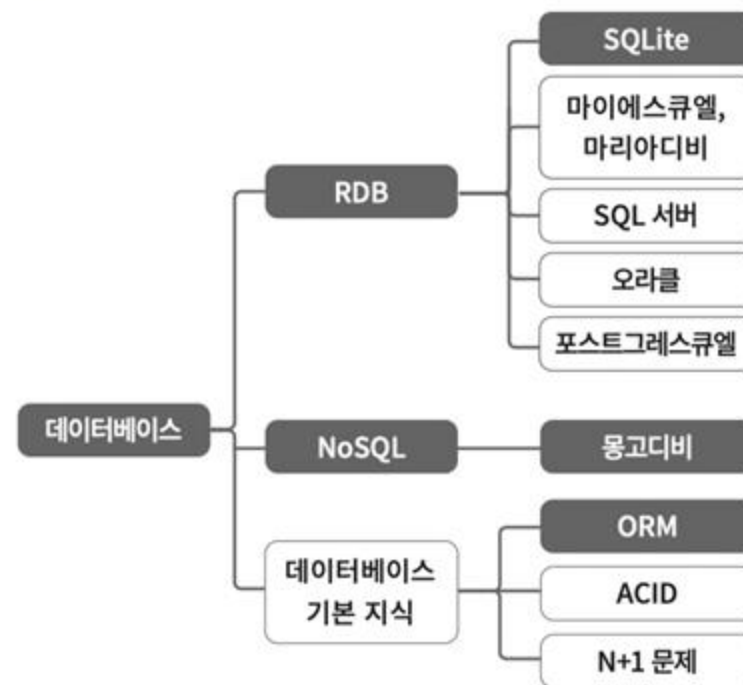 SQLite
마이에스큐엘,
마리아디비
RDB
SQL 서버
오라클
포스트그레스큐엘
데이터베이스
NoSQL
몽고디비
ORM
데이터베이스
기본 지식
ACID
N+1 문제